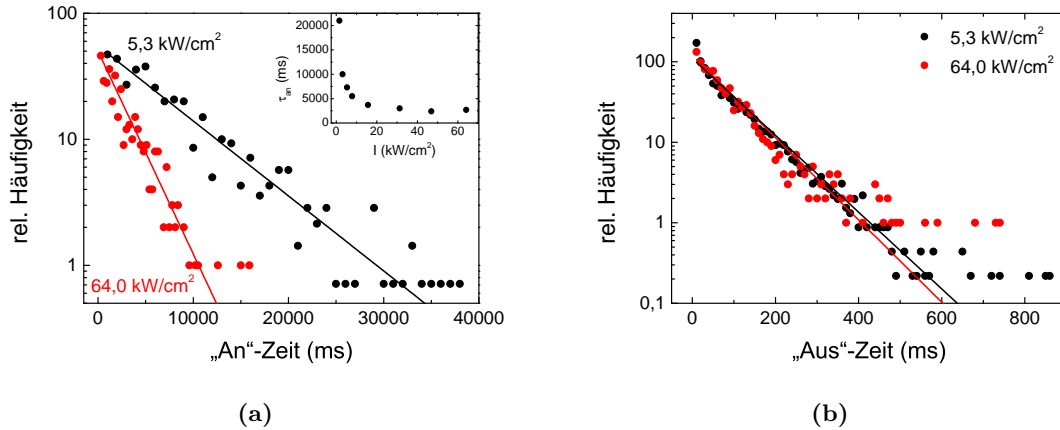 100
10
1
rel. Häufigkeit
5,3 kW/cm²
64,0 kW/cm²
0 10000 20000 30000 40000
„An“-Zeit (ms)
20000
15000
10000
5000
0
τan (ms)
0 20 40 60
I (kW/cm²)
(a)
100
10
1
0,1
rel. Häufigkeit
5,3 kW/cm²
64,0 kW/cm²
0 200 400 600 800
„Aus“-Zeit (ms)
(b)